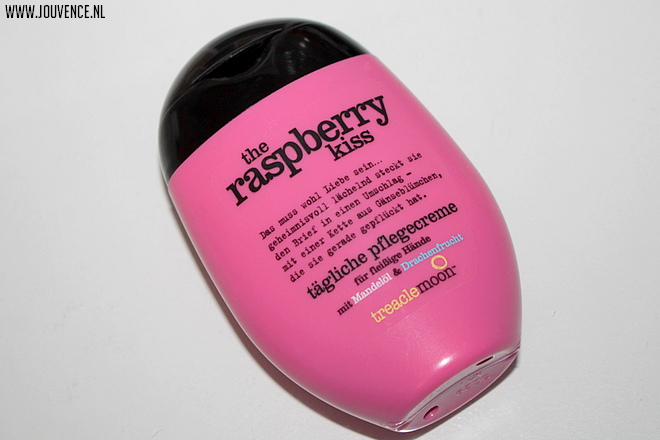 WWW.JOUVENCE.NL
the
raspberry
kiss
Das muss wohl Liebe sein...
geheimnisvoll lächelnd steckt sie
den Brief in einen Umschlag –
mit einer Kette aus Gänseblümchen,
die sie gerade gepflückt hat.
tägliche pflegecreme
für fleißige Hände
mit Mandelöl & Drachenfrucht
treaclemoon